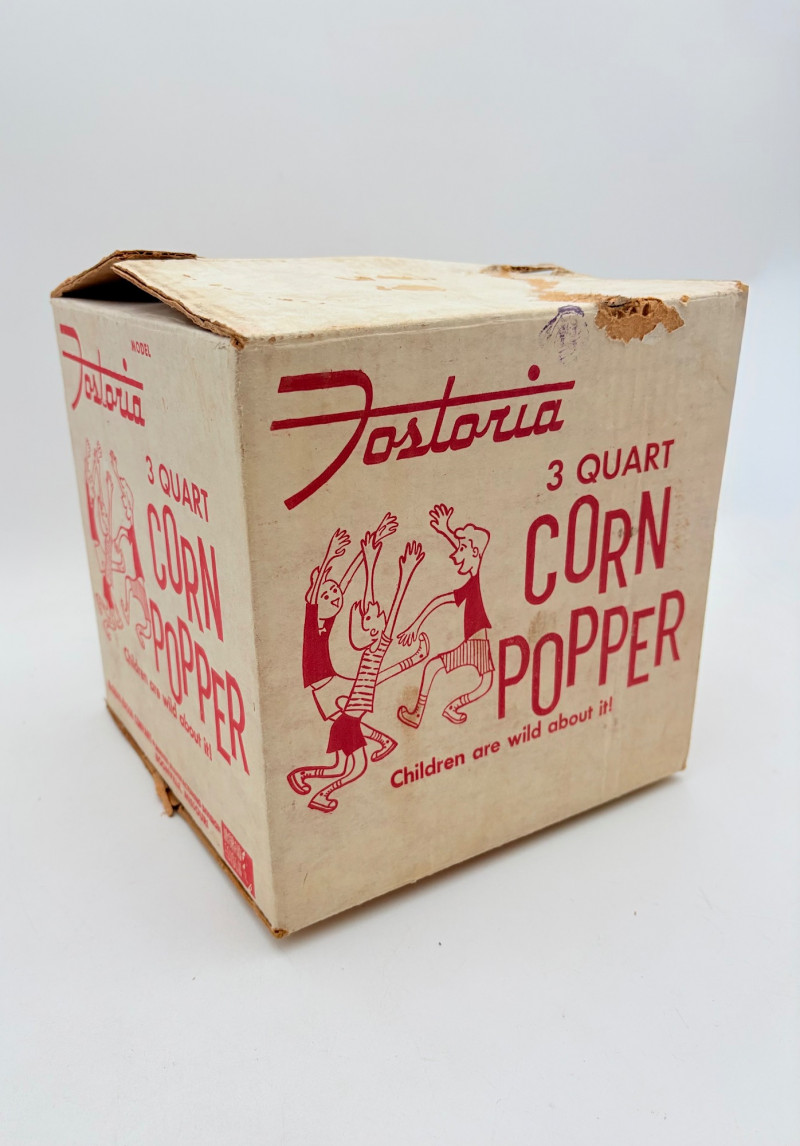 Fostoria
3 QUART
CORN
POPPER
Children are wild about it!
MODEL
Fostoria
3 QUART
CORN
POPPER
Children are wild about it!